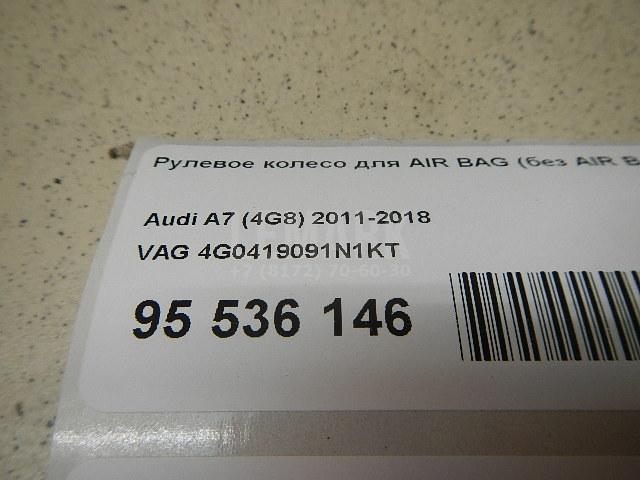 Рулевое колесо для AIR BAG (без AIR B
Audi A7 (4G8) 2011-2018
VAG 4G0419091N1KT
+7 (8172) 70-60-30
95 536 146